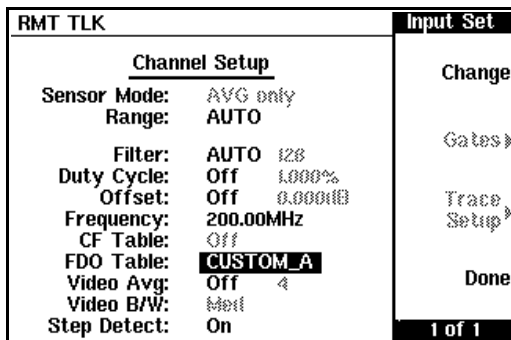 RMT TLK
Input Set
Channel Setup
Change
Sensor Mode: AVG only
Range: AUTO
Gates
Filter: AUTO 128
Duty Cycle: Off 1.000%
Offset: Off 0.000dB
Trace
Setup
Frequency: 200.00MHz
CF Table: Off
FDO Table: CUSTOM_A
Video Avg: Off 4
Done
Video B/W: Med
Step Detect: On
1 of 1